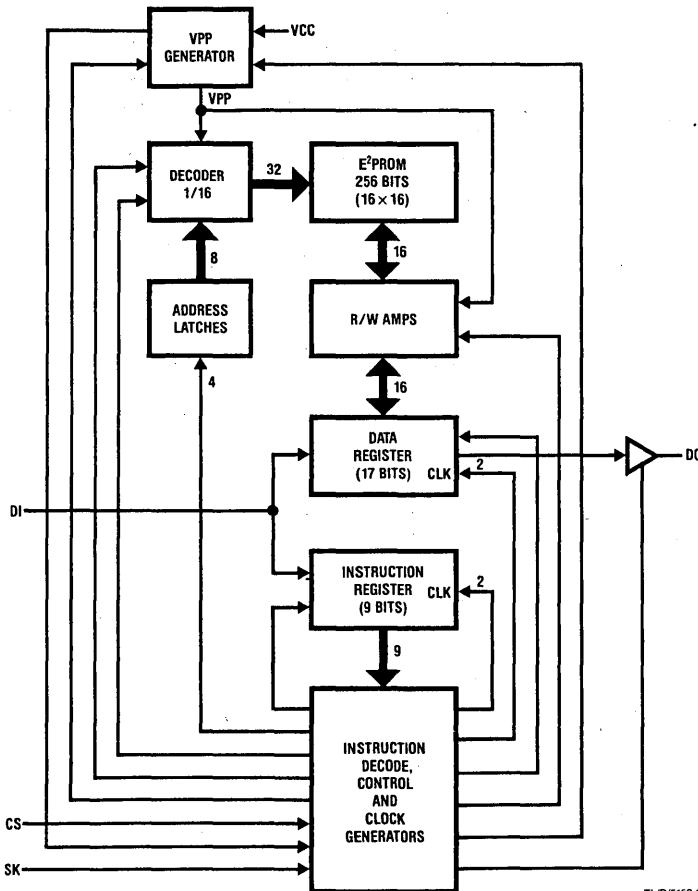 VPP
GENERATOR
VCC
VPP
DECODER
1/16
32
E²PROM
256 BITS
(16 × 16)
8
16
ADDRESS
LATCHES
R/W AMPS
4
16
DATA
REGISTER
(17 BITS)
CLK
2
DI
INSTRUCTION
REGISTER
(9 BITS)
CLK
2
9
INSTRUCTION
DECODE,
CONTROL
AND
CLOCK
GENERATORS
CS
SK